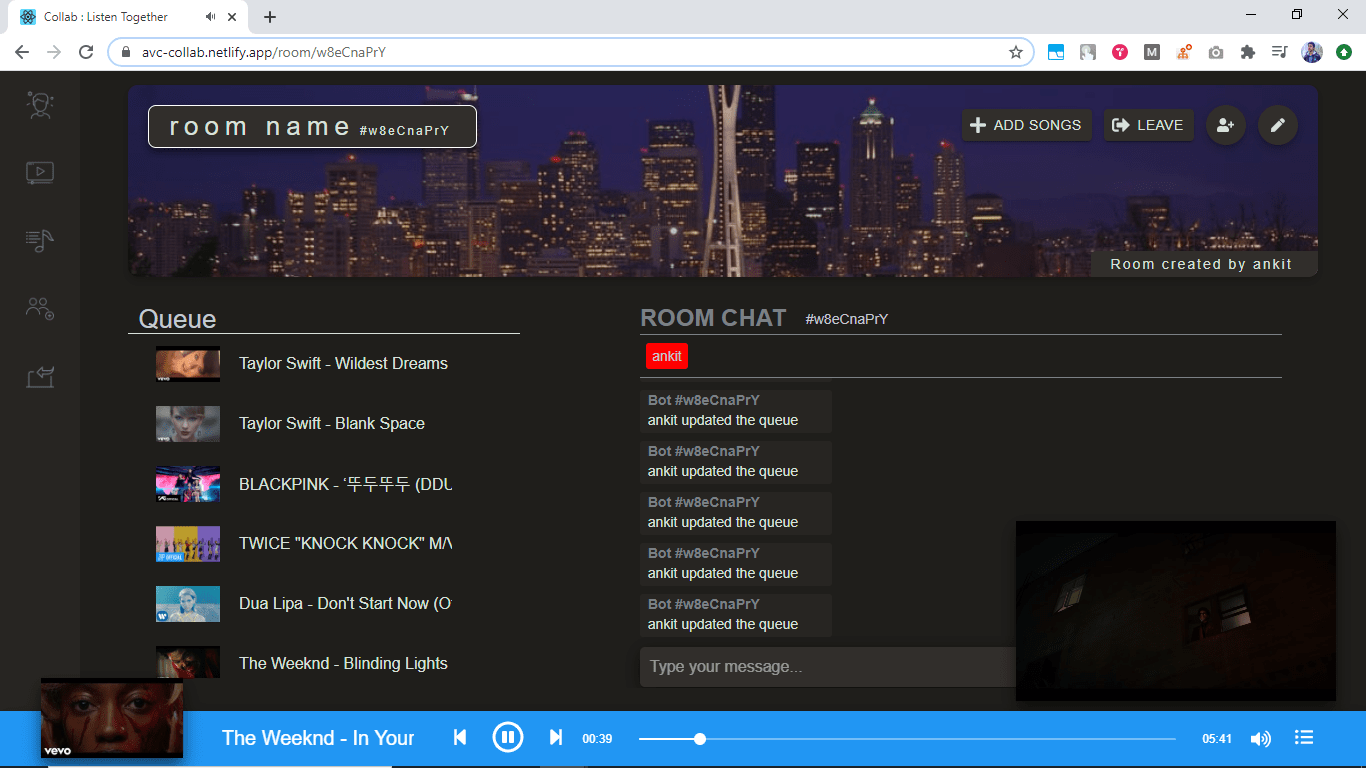 Collab : Listen Together
avc-collab.netlify.app/room/w8eCnaPrY
room name #w8eCnaPrY
ADD SONGS
LEAVE
Room created by ankit
Queue
Taylor Swift - Wildest Dreams
Taylor Swift - Blank Space
BLACKPINK - ‘뚜두뚜두 (DDU
TWICE "KNOCK KNOCK" M/V
Dua Lipa - Don't Start Now (O
The Weeknd - Blinding Lights
ROOM CHAT #w8eCnaPrY
ankit
Bot #w8eCnaPrY
ankit updated the queue
Bot #w8eCnaPrY
ankit updated the queue
Bot #w8eCnaPrY
ankit updated the queue
Bot #w8eCnaPrY
ankit updated the queue
Bot #w8eCnaPrY
ankit updated the queue
Type your message...
vevo
The Weeknd - In Your
00:39
05:41